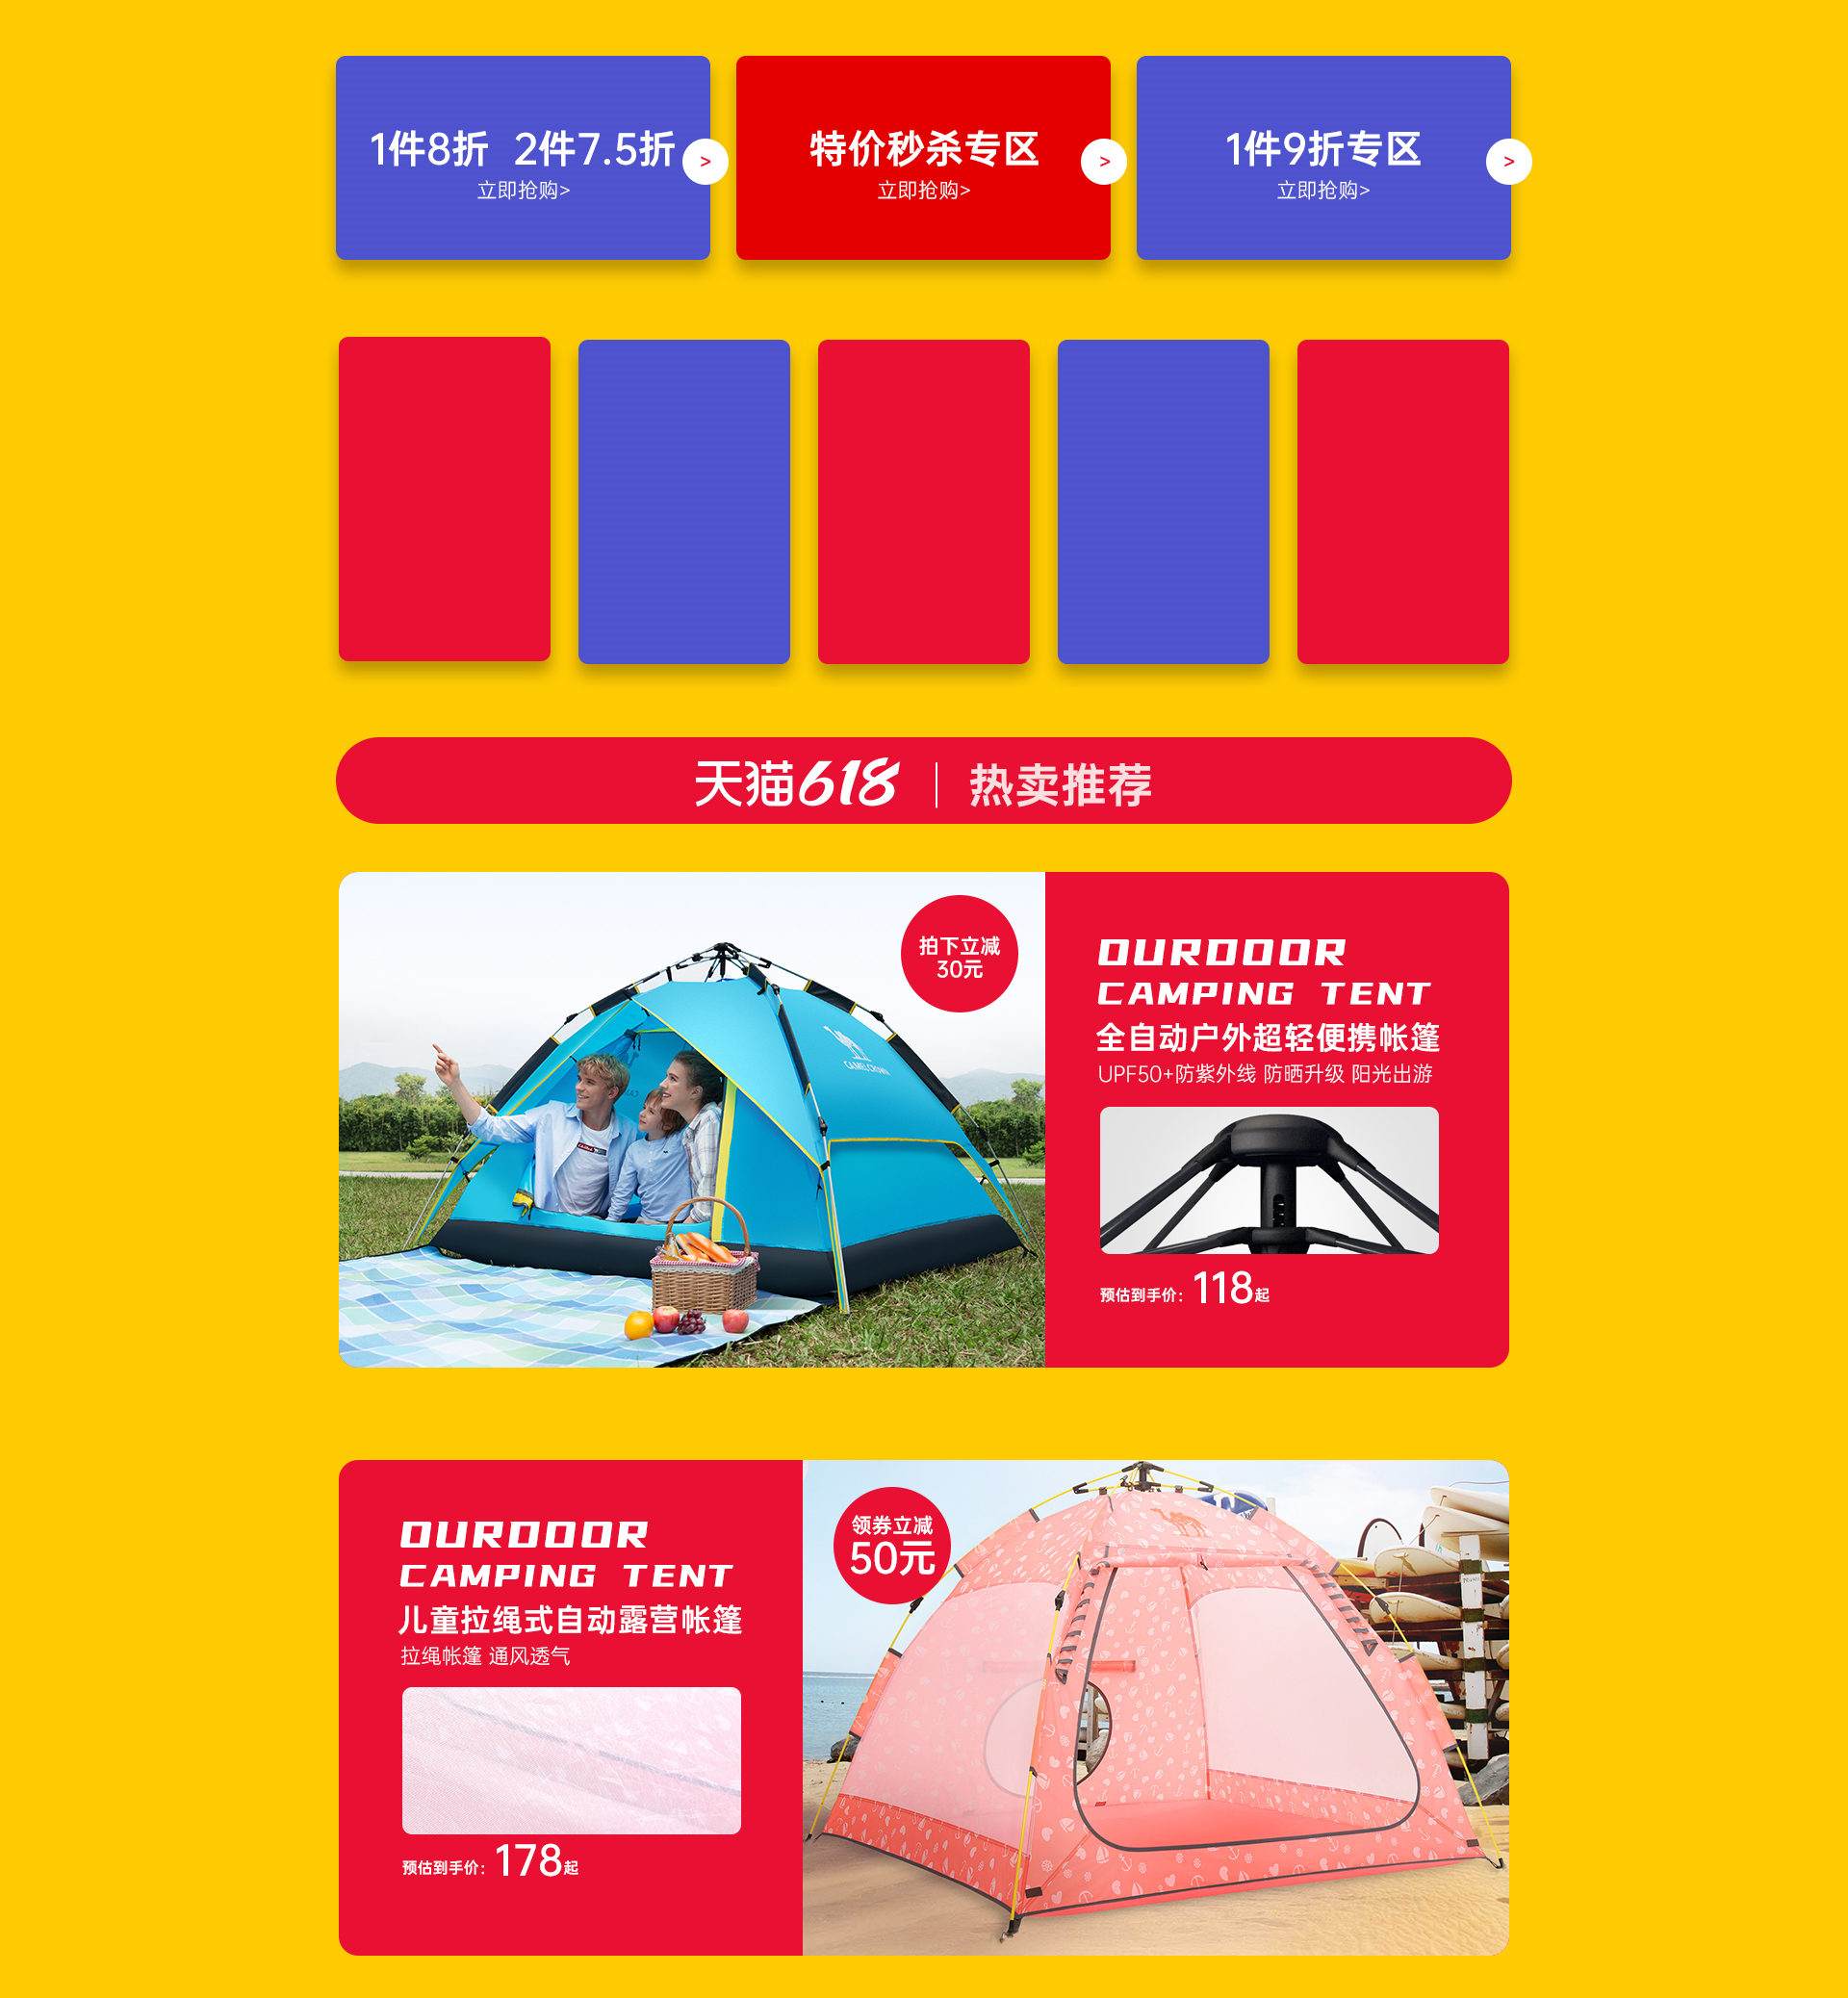 1件8折 2件7.5折
立即抢购>
>
特价秒杀专区
立即抢购>
>
1件9折专区
立即抢购>
>
天猫618 | 热卖推荐
拍下立减
30元
CAMEL CROWN
OURDOOR
CAMPING TENT
全自动户外超轻便携帐篷
UPF50+防紫外线 防晒升级 阳光出游
预估到手价：118起
OURDOOR
CAMPING TENT
儿童拉绳式自动露营帐篷
拉绳帐篷 通风透气
预估到手价：178起
领券立减
50元